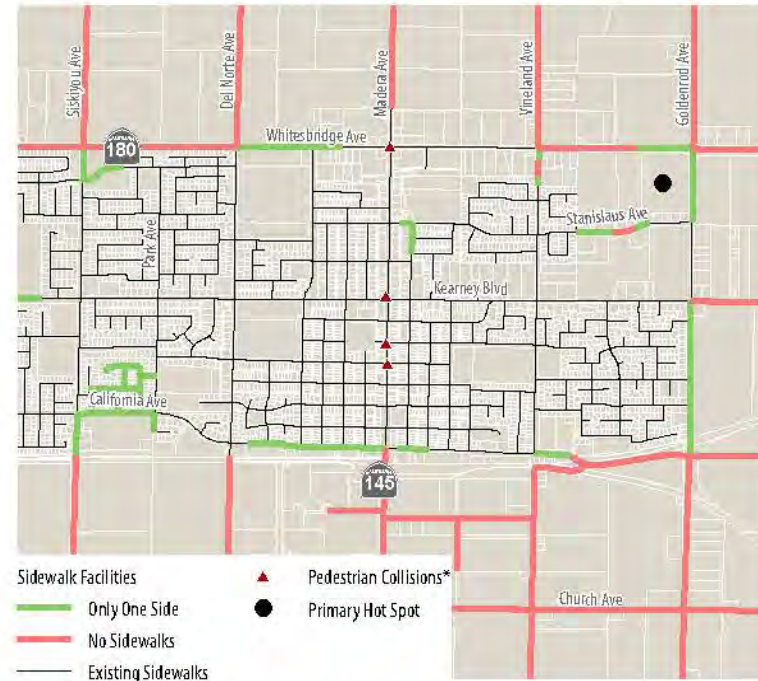 Siskiyou Ave
Del Norte Ave
Madera Ave
Vineland Ave
Goldenrod Ave
Whitesbridge Ave
180
Stanislaus Ave
Park Ave
Kearney Blvd
California Ave
145
Church Ave
Sidewalk Facilities
Only One Side
No Sidewalks
Existing Sidewalks
Pedestrian Collisions*
Primary Hot Spot